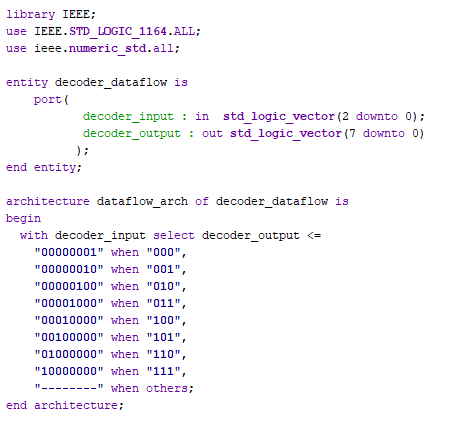 library IEEE;
use IEEE.STD_LOGIC_1164.ALL;
use ieee.numeric_std.all;

entity decoder_dataflow is
    port(
           decoder_input : in  std_logic_vector(2 downto 0);
           decoder_output : out std_logic_vector(7 downto 0)
          );
end entity;

architecture dataflow_arch of decoder_dataflow is
begin
  with decoder_input select decoder_output <=
    "00000001" when "000",
    "00000010" when "001",
    "00000100" when "010",
    "00001000" when "011",
    "00010000" when "100",
    "00100000" when "101",
    "01000000" when "110",
    "10000000" when "111",
    "--------" when others;
end architecture;